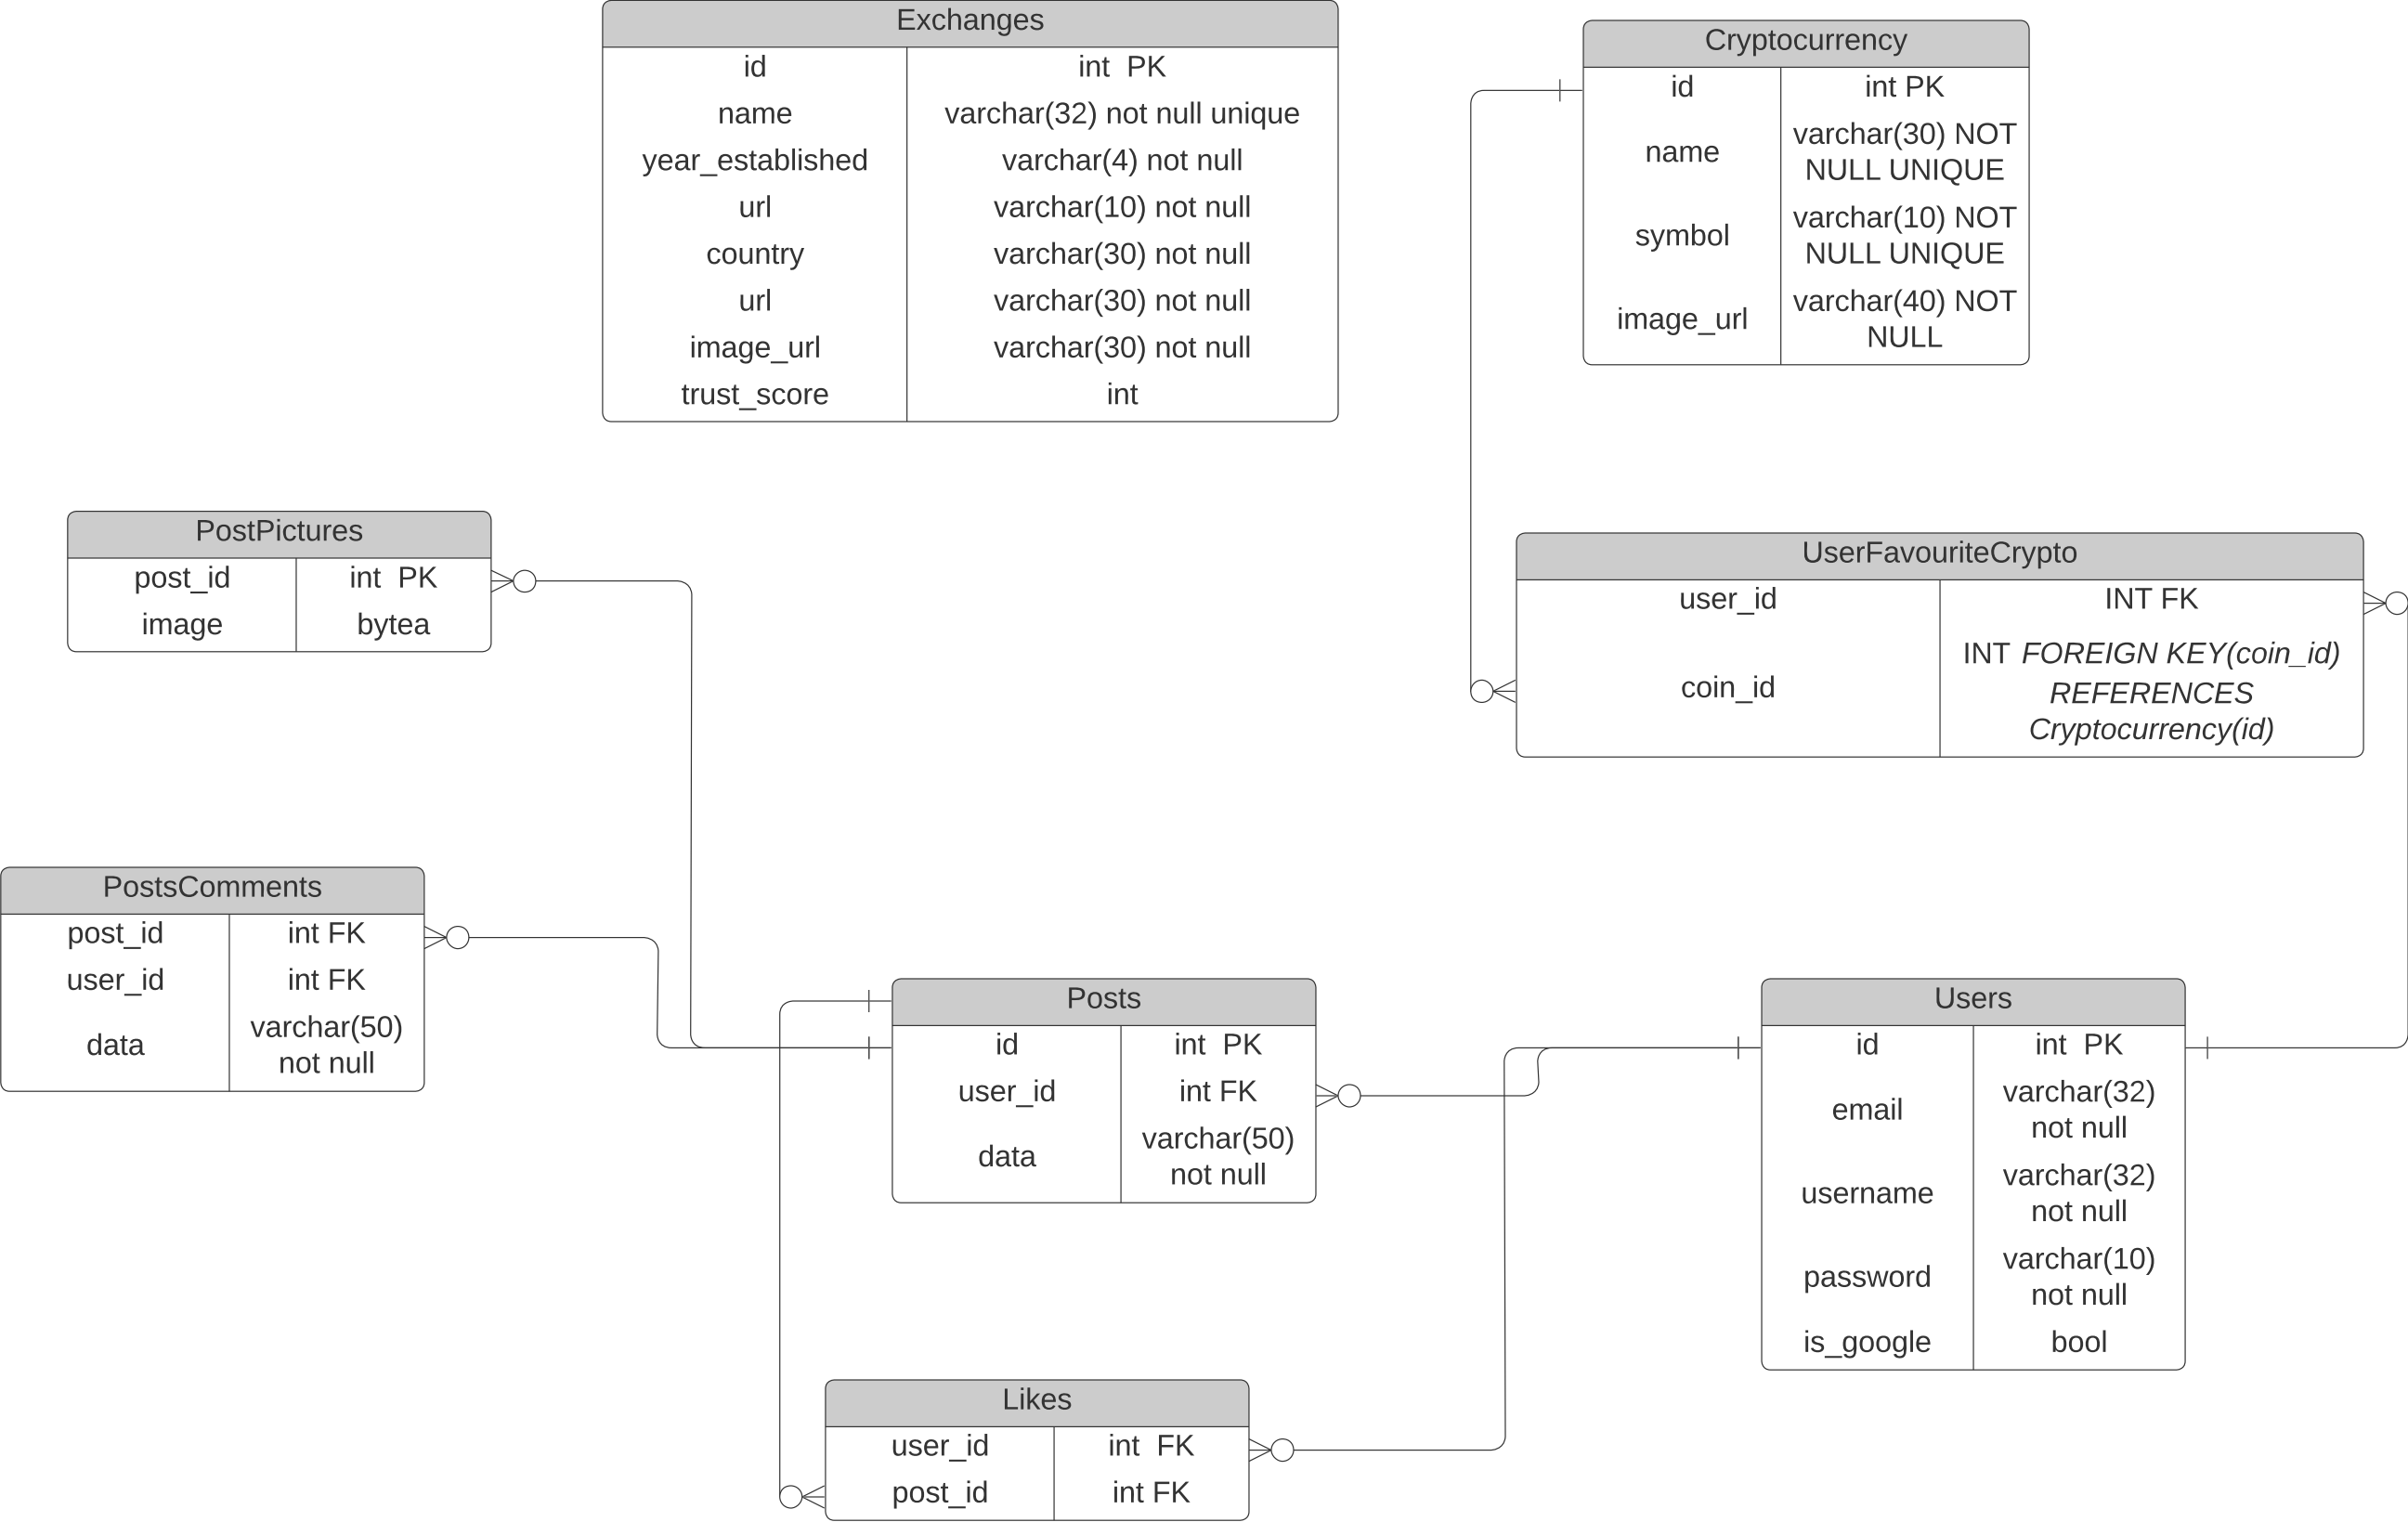 Exchanges
id int PK
name varchar(32) not null unique
year_established varchar(4) not null
url varchar(10) not null
country varchar(30) not null
url varchar(30) not null
image_url varchar(30) not null
trust_score int
Cryptocurrency
id int PK
name varchar(30) NOT
NULL UNIQUE
symbol varchar(10) NOT
NULL UNIQUE
image_url varchar(40) NOT
NULL
PostPictures
post_id int PK
image bytea
UserFavouriteCrypto
user_id INT FK
coin_id INT FOREIGN KEY(coin_id)
REFERENCES
Cryptocurrency(id)
PostsComments
post_id int FK
user_id int FK
data varchar(50)
not null
Posts
id int PK
user_id int FK
data varchar(50)
not null
Users
id int PK
email varchar(32)
not null
username varchar(32)
not null
password varchar(10)
not null
is_google bool
Likes
user_id int FK
post_id int FK